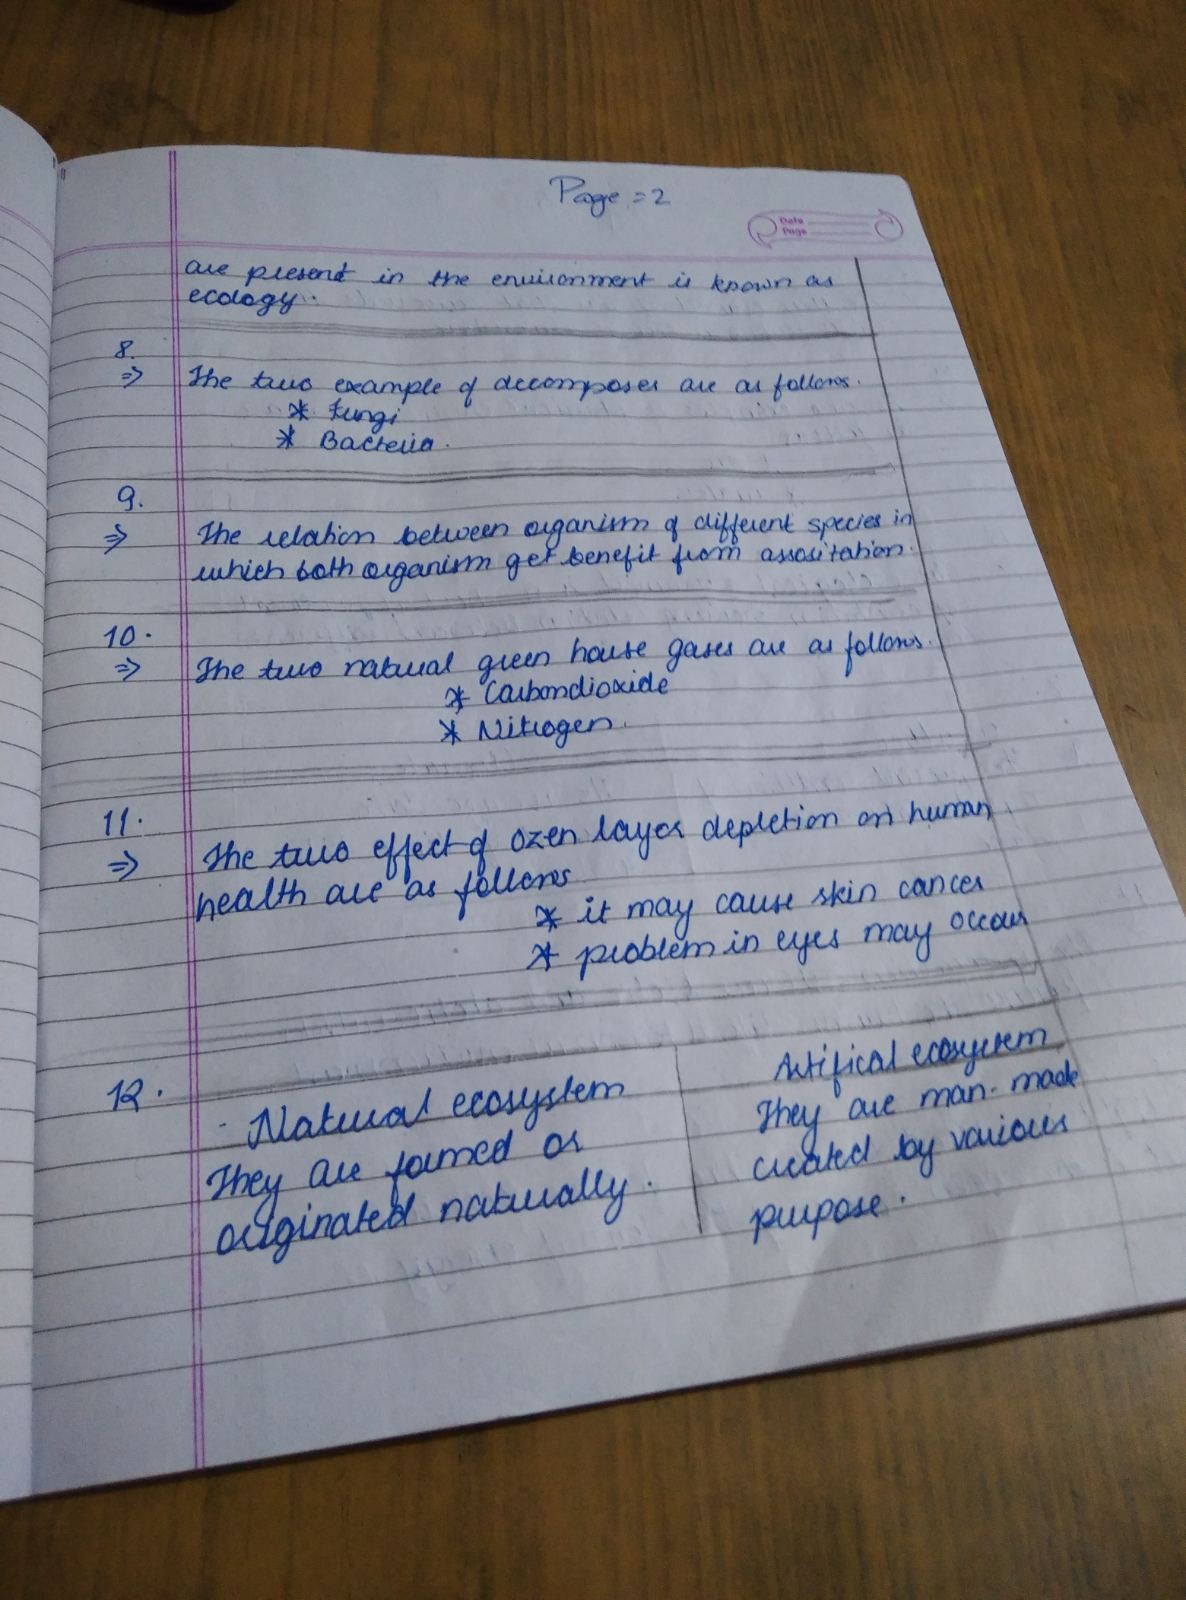 Page = 2
Date
Page
are present in the environment is known as
ecology.
8.
⇒ The two example of decomposer are as follows.
* Fungi
* Bacteria.
9.
⇒ The relation between organism of different species in
which both organism get benefit from assositation.
10.
⇒ The two natural green house gases are as follows.
* Carbondioxide
* Nitrogen.
11.
⇒ The two effect of ozen layer depletion on human
health are as follows
* it may cause skin cancer
* problem in eyes may occour
12.
Natural ecosystem
They are formed or
originated naturally.
Artifical ecosystem
They are man-made
created by various
purpose.